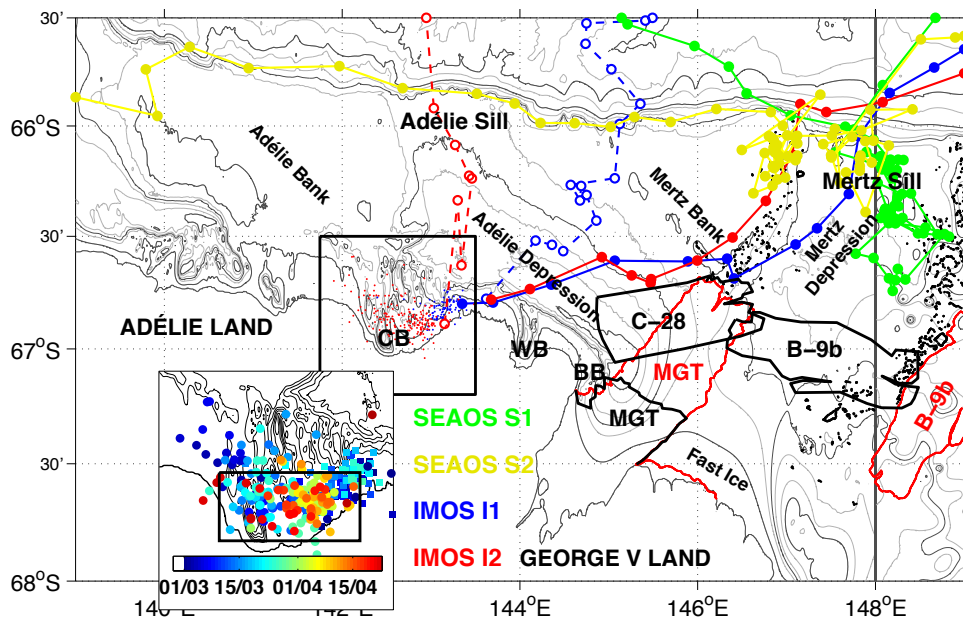 30'
66°S
30'
67°S
30'
68°S
Adélie Sill
Adélie Bank
Mertz Bank
Mertz Sill
Adélie Depression
Mertz
Depression
ADÉLIE LAND
CB
WB
BB
C–28
MGT
B–9b
MGT
B–9b
SEAOS S1
SEAOS S2
IMOS I1
IMOS I2
Fast Ice
GEORGE V LAND
01/03 15/03 01/04 15/04
140°E 142°E 144°E 146°E 148°E